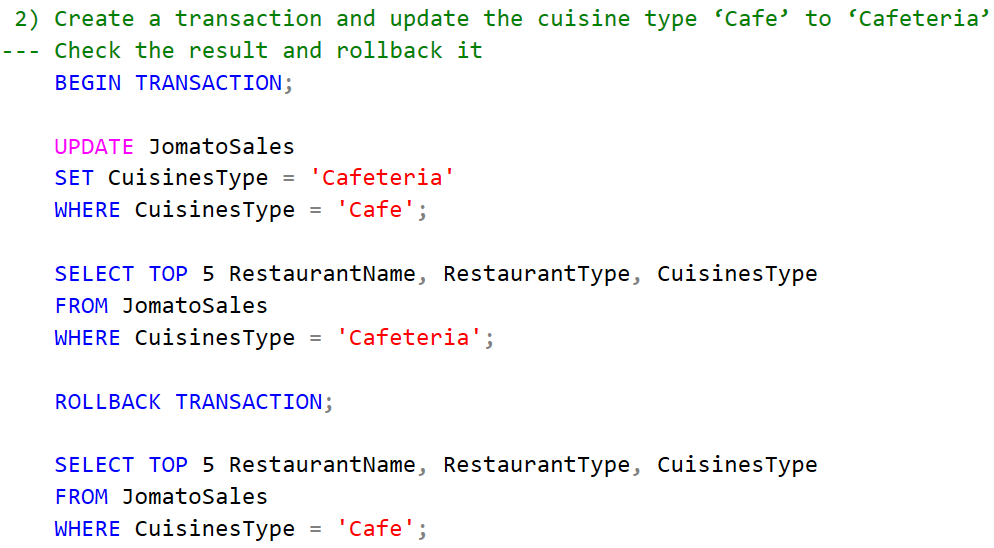 2) Create a transaction and update the cuisine type ‘Cafe’ to ‘Cafeteria’
--- Check the result and rollback it
BEGIN TRANSACTION;
UPDATE JomatoSales
SET CuisinesType = 'Cafeteria'
WHERE CuisinesType = 'Cafe';
SELECT TOP 5 RestaurantName, RestaurantType, CuisinesType
FROM JomatoSales
WHERE CuisinesType = 'Cafeteria';
ROLLBACK TRANSACTION;
SELECT TOP 5 RestaurantName, RestaurantType, CuisinesType
FROM JomatoSales
WHERE CuisinesType = 'Cafe';